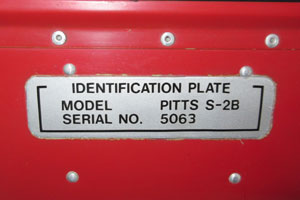 IDENTIFICATION PLATE
MODEL PITTS S-2B
SERIAL NO. 5063